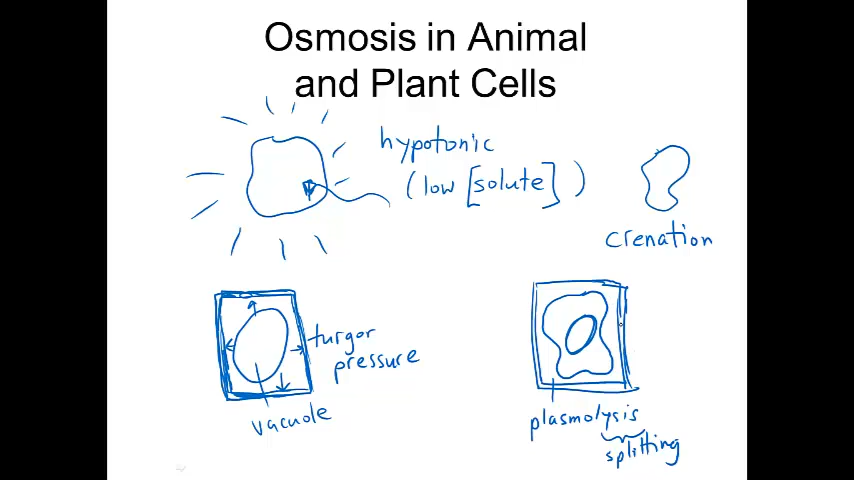 Osmosis in Animal
and Plant Cells
hypotonic
(low [solute])
crenation
turgor
pressure
vacuole
plasmolysis
splitting